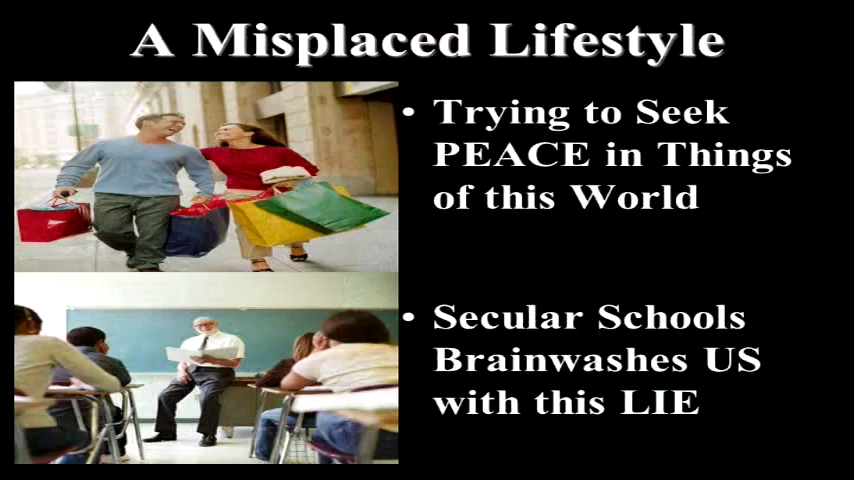 A Misplaced Lifestyle
• Trying to Seek
PEACE in Things
of this World
• Secular Schools
Brainwashes US
with this LIE